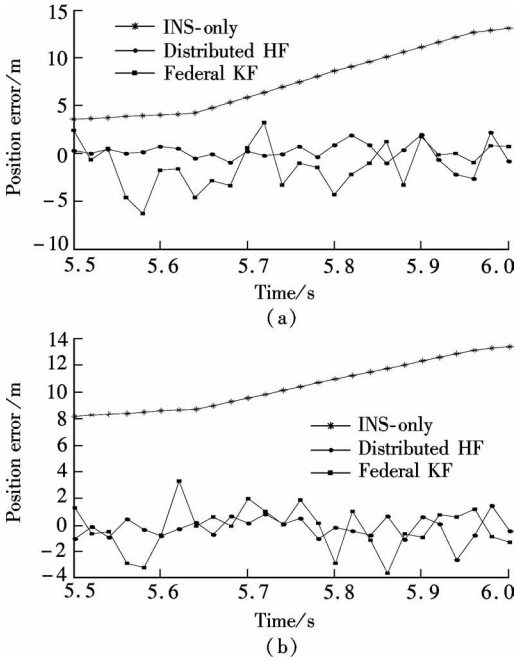 15
INS-only
Distributed HF
Federal KF
10
5
0
-5
-10
Position error/m
5.5 5.6 5.7 5.8 5.9 6.0
Time/s
(a)
14
12
10
8
6
4
2
0
-2
-4
Position error/m
INS-only
Distributed HF
Federal KF
5.5 5.6 5.7 5.8 5.9 6.0
Time/s
(b)